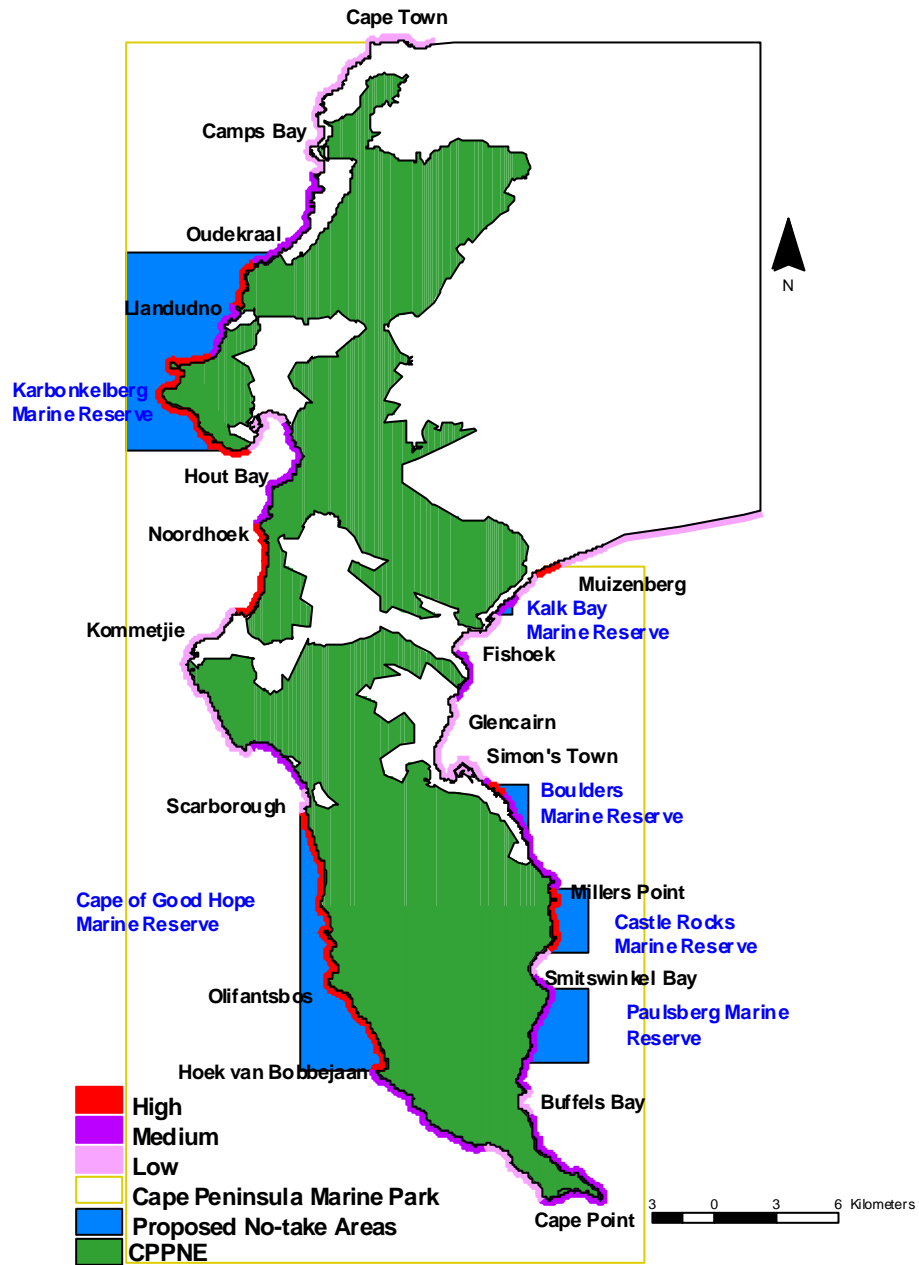 Cape Town
Camps Bay
Oudekraal
N
Llandudno
Karbonkelberg
Marine Reserve
Hout Bay
Noordhoek
Muizenberg
Kalk Bay
Marine Reserve
Kommetjie
Fishoek
Glencairn
Simon's Town
Boulders
Marine Reserve
Scarborough
Millers Point
Cape of Good Hope
Marine Reserve
Castle Rocks
Marine Reserve
Smitswinkel Bay
Olifantsbos
Paulsberg Marine
Reserve
Hoek van Bobbejaan
Buffels Bay
High
Medium
Low
Cape Peninsula Marine Park
Proposed No-take Areas
CPPNE
Cape Point
3 0 3 6 Kilometers